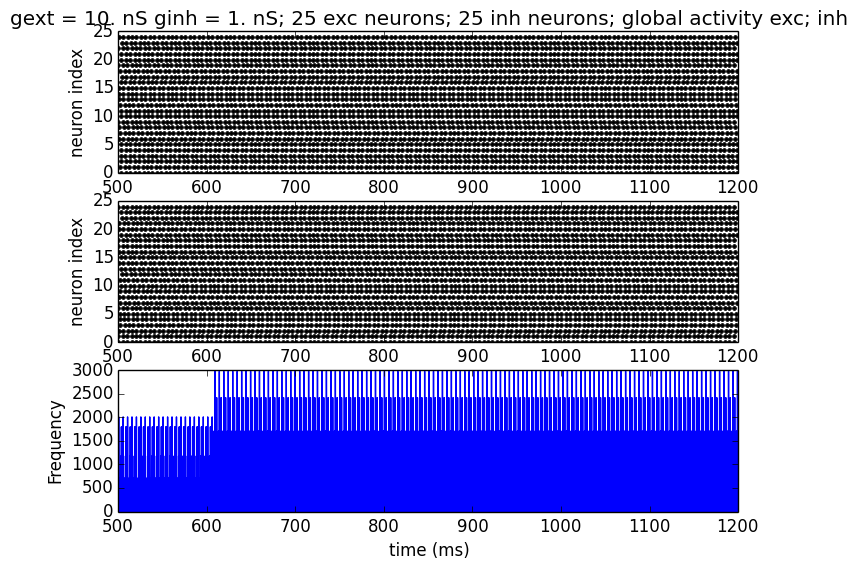 gext = 10. nS ginh = 1. nS; 25 exc neurons; 25 inh neurons; global activity exc; inh
25
20
15
10
5
0
neuron index
500 600 700 800 900 1000 1100 1200
25
20
15
10
5
0
neuron index
500 600 700 800 900 1000 1100 1200
3000
2500
2000
1500
1000
500
0
Frequency
500 600 700 800 900 1000 1100 1200
time (ms)